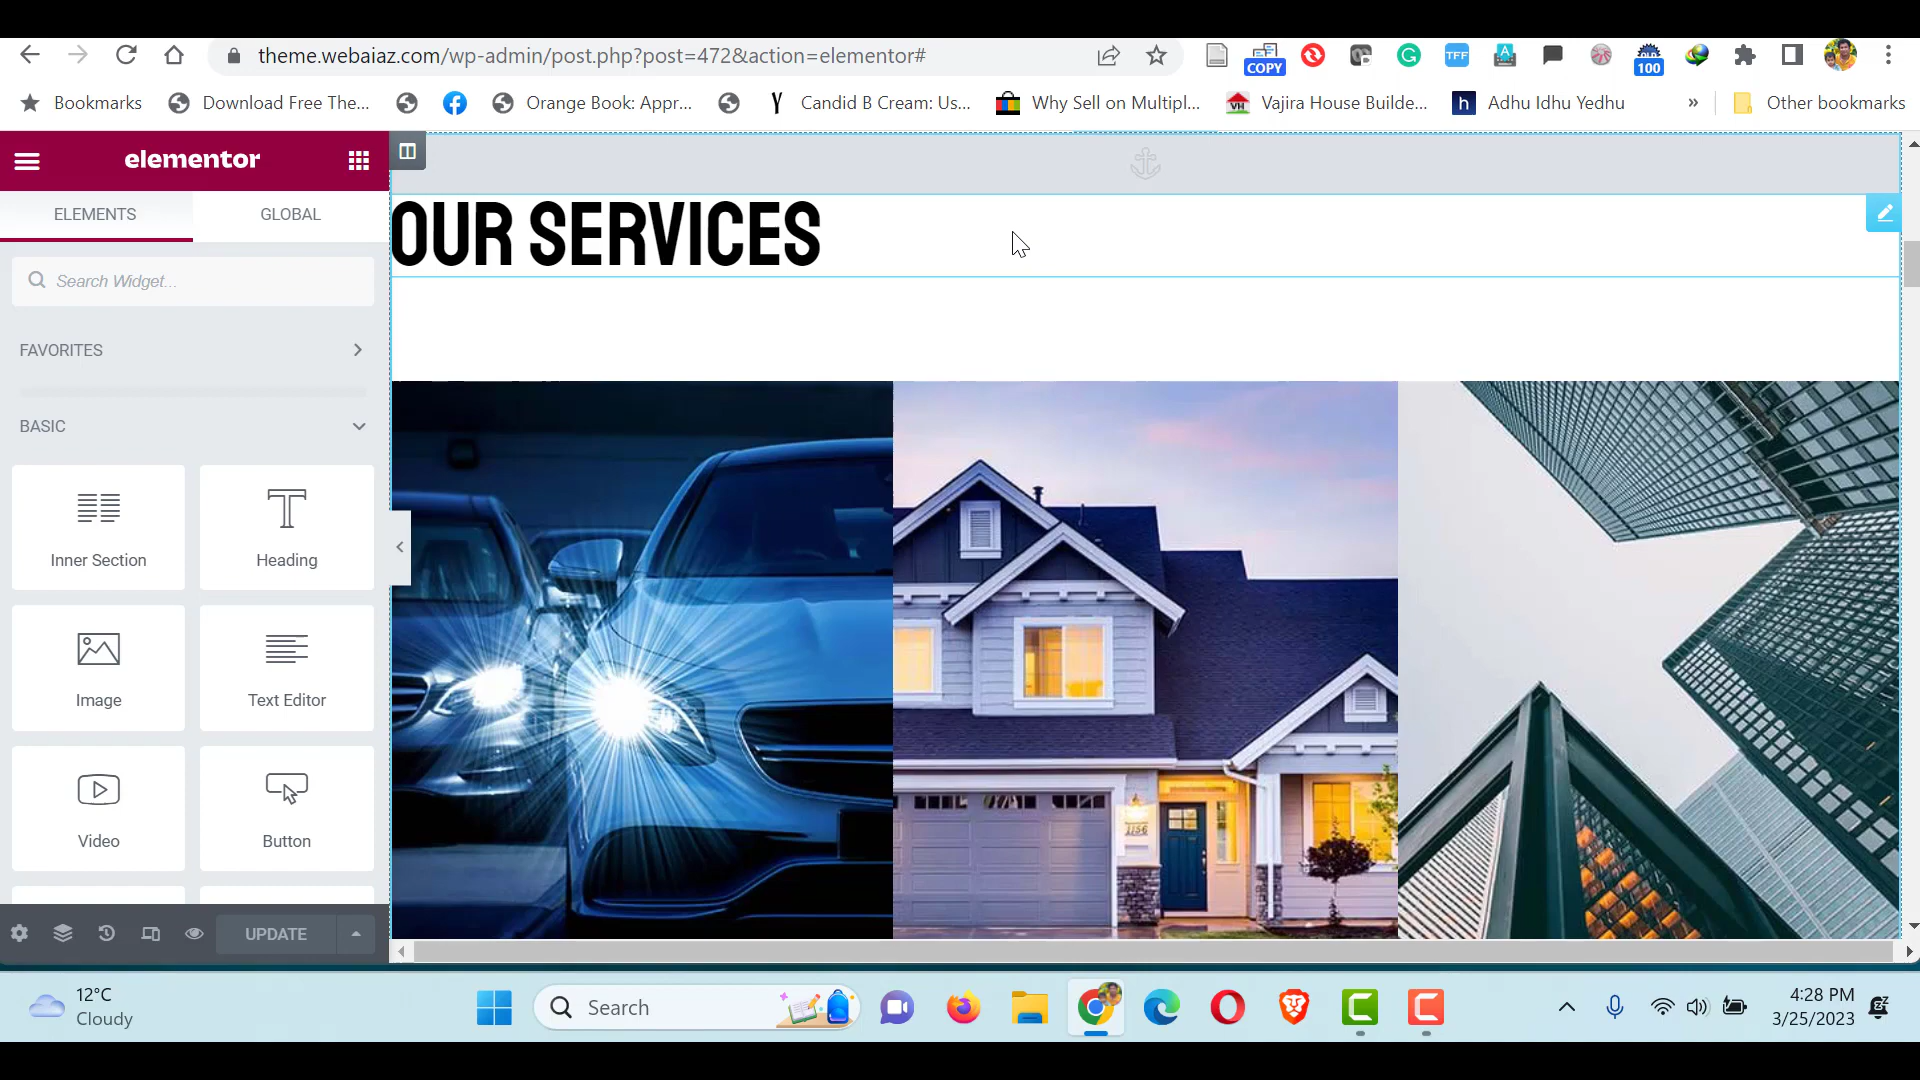 theme.webaiaz.com/wp-admin/post.php?post=472&action=elementor#
COPY
TFF
A
100
Bookmarks
Download Free The...
Orange Book: Appr...
Candid B Cream: Us...
Why Sell on Multipl...
VH
Vajira House Builde...
h
Adhu Idhu Yedhu
»
Other bookmarks
elementor
ELEMENTS
GLOBAL
Search Widget...
FAVORITES
BASIC
Inner Section
Heading
Image
Text Editor
Video
Button
UPDATE
OUR SERVICES
1156
12°C
Cloudy
Search
4:28 PM
3/25/2023